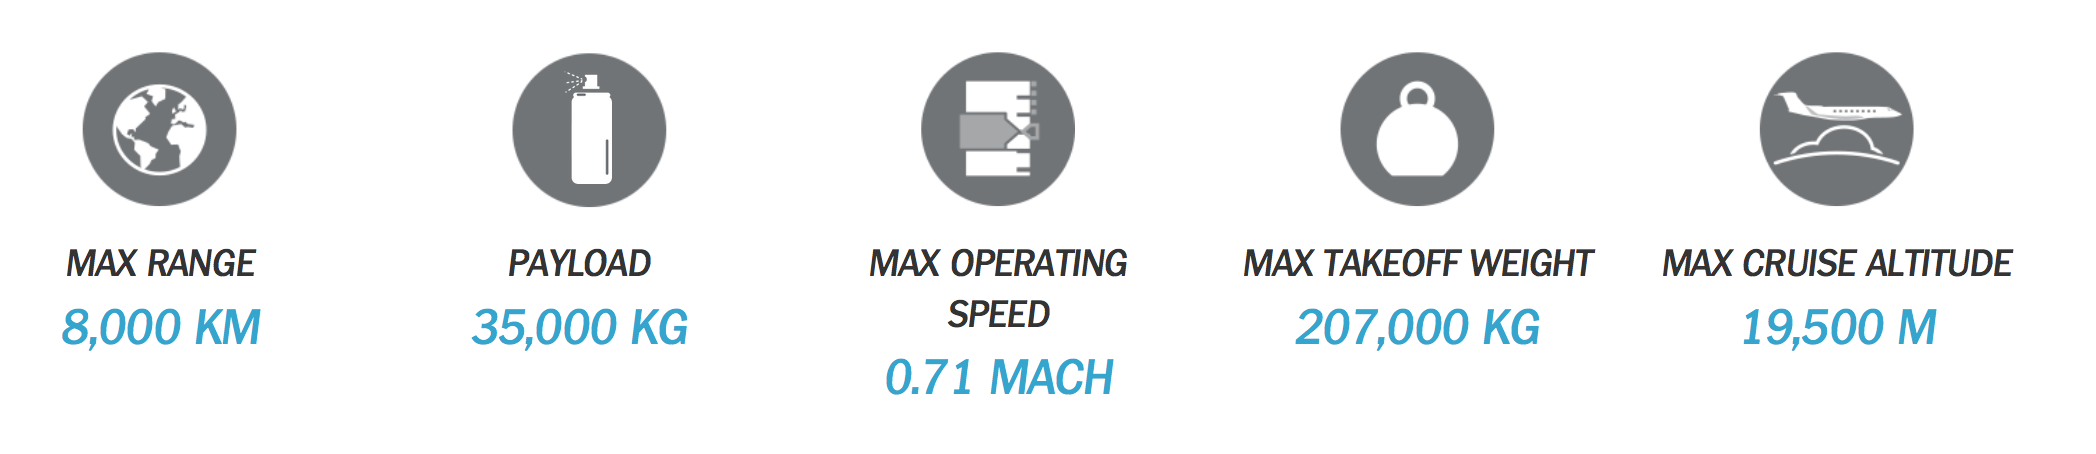 MAX RANGE
8,000 KM
PAYLOAD
35,000 KG
MAX OPERATING
SPEED
0.71 MACH
MAX TAKEOFF WEIGHT
207,000 KG
MAX CRUISE ALTITUDE
19,500 M